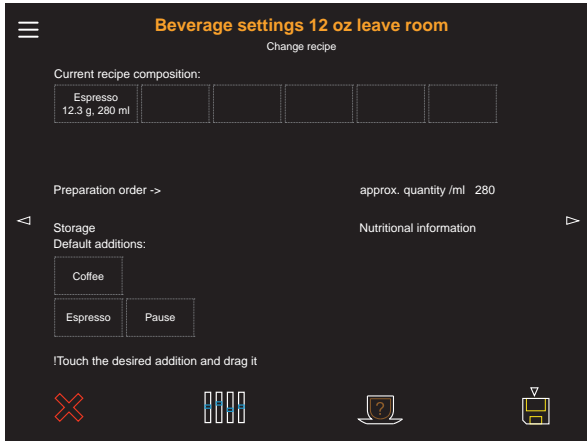 Beverage settings 12 oz leave room
Change recipe
Current recipe composition:
Espresso
12.3 g, 280 ml
Preparation order -> approx. quantity /ml 280
Storage Nutritional information
Default additions:
Coffee
Espresso Pause
!Touch the desired addition and drag it
?